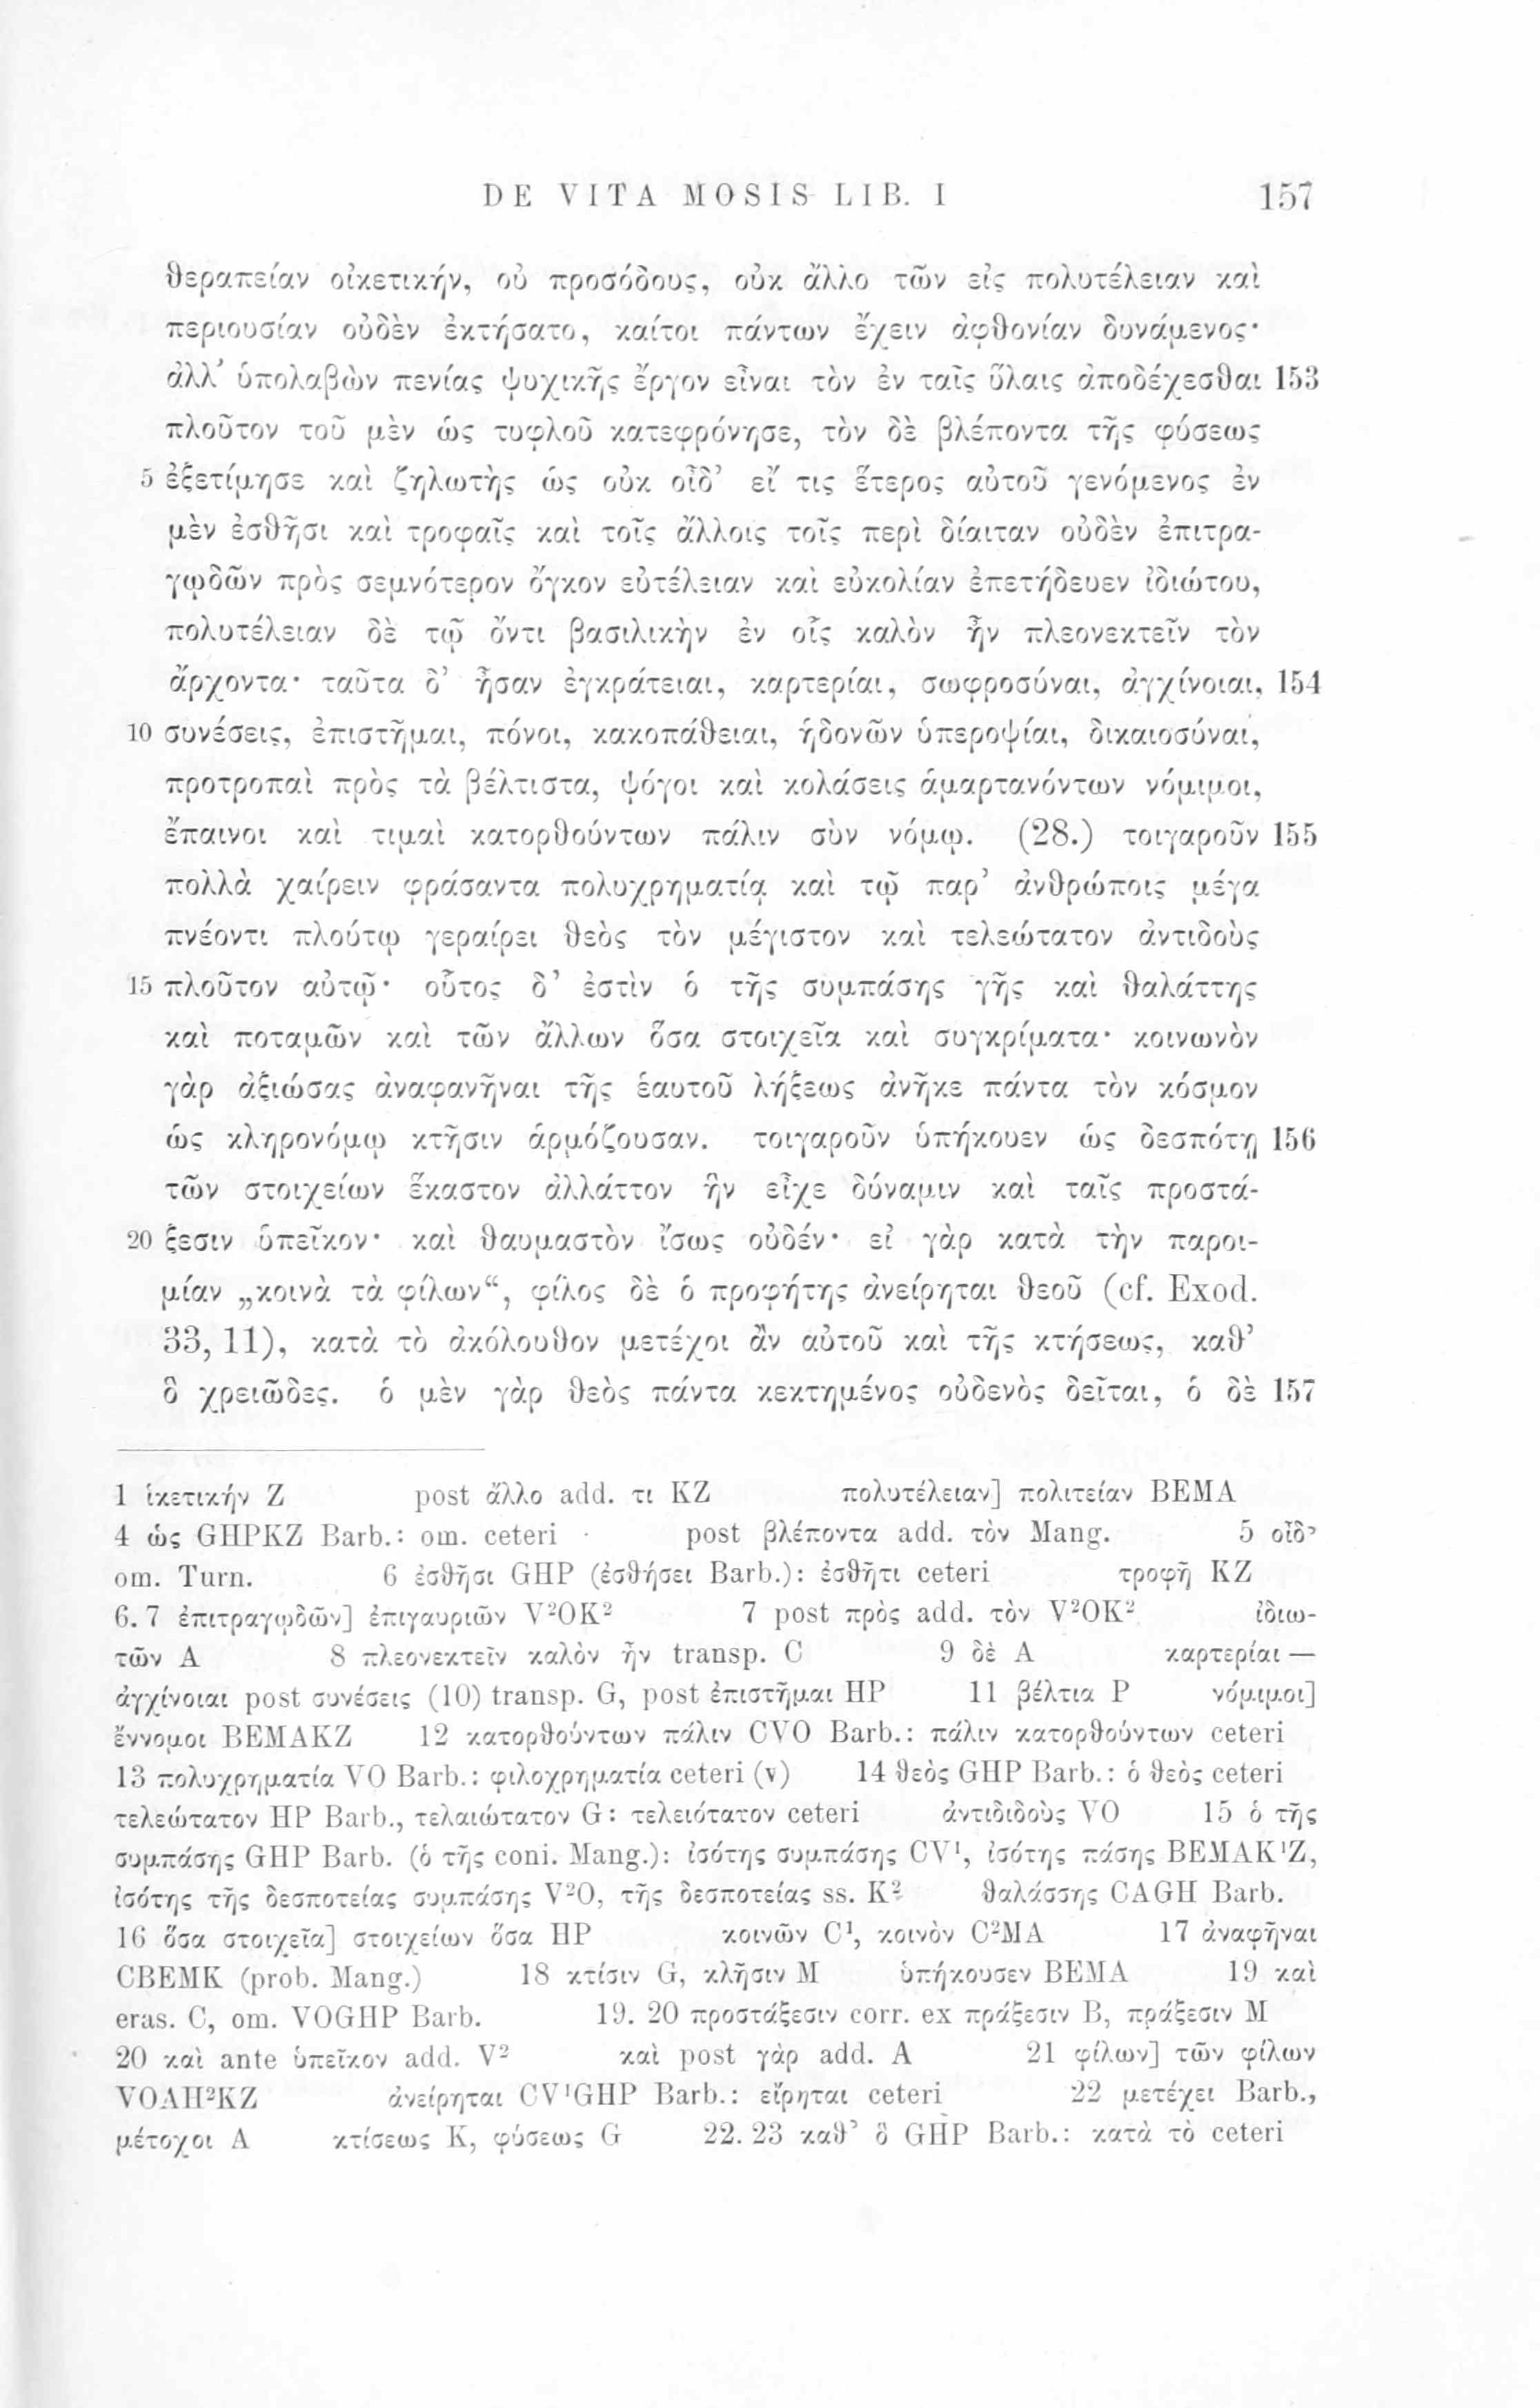 DE VITA MOSIS LIB. I 157
θεραπείαν οἰκετικήν, οὐ προσόδους, οὐκ ἄλλο τῶν εἰς πολυτέλειαν καὶ
περιουσίαν οὐδὲν ἐκτήσατο, καίτοι πάντων ἔχειν ἀφθονίαν δυνάμενος·
ἀλλ’ ὑπολαβὼν πενίας ψυχικῆς ἔργον εἶναι τὸν ἐν ταῖς ὕλαις ἀποδέχεσθαι 153
πλοῦτον τοῦ μὲν ὡς τυφλοῦ κατεφρόνησε, τὸν δὲ βλέποντα τῆς φύσεως
5 ἐξετίμησε καὶ ζηλωτὴς ὡς οὐκ οἶδ’ εἴ τις ἕτερος αὐτοῦ γενόμενος ἐν
μὲν ἐσθῆσι καὶ τροφαῖς καὶ τοῖς ἄλλοις τοῖς περὶ δίαιταν οὐδὲν ἐπιτρα-
γῳδῶν πρὸς σεμνότερον ὄγκον εὐτέλειαν καὶ εὐκολίαν ἐπετήδευεν ἰδιώτου,
πολυτέλειαν δὲ τῷ ὄντι βασιλικὴν ἐν οἷς καλὸν ἦν πλεονεκτεῖν τὸν
ἄρχοντα· ταῦτα δ’ ἦσαν ἐγκράτειαι, καρτερίαι, σωφροσύναι, ἀγχίνοιαι, 154
10 συνέσεις, ἐπιστῆμαι, πόνοι, κακοπάθειαι, ἡδονῶν ὑπεροψίαι, δικαιοσύναι,
προτροπαὶ πρὸς τὰ βέλτιστα, ψόγοι καὶ κολάσεις ἁμαρτανόντων νόμιμοι,
ἔπαινοι καὶ τιμαὶ κατορθούντων πάλιν σὺν νόμῳ. (28.) τοιγαροῦν 155
πολλὰ χαίρειν φράσαντα πολυχρηματίᾳ καὶ τῷ παρ’ ἀνθρώποις μέγα
πνέοντι πλούτῳ γεραίρει θεὸς τὸν μέγιστον καὶ τελεώτατον ἀντιδοὺς
15 πλοῦτον αὐτῷ· οὗτος δ’ ἐστὶν ὁ τῆς συμπάσης γῆς καὶ θαλάττης
καὶ ποταμῶν καὶ τῶν ἄλλων ὅσα στοιχεῖα καὶ συγκρίματα· κοινωνὸν
γὰρ ἀξιώσας ἀναφανῆναι τῆς ἑαυτοῦ λήξεως ἀνῆκε πάντα τὸν κόσμον
ὡς κληρονόμῳ κτῆσιν ἁρμόζουσαν. τοιγαροῦν ὑπήκουεν ὡς δεσπότῃ 156
τῶν στοιχείων ἕκαστον ἀλλάττον ἣν εἶχε δύναμιν καὶ ταῖς προστά-
20 ξεσιν ὑπεῖκον· καὶ θαυμαστὸν ἴσως οὐδέν· εἰ γὰρ κατὰ τὴν παροι-
μίαν „κοινὰ τὰ φίλων“, φίλος δὲ ὁ προφήτης ἀνείρηται θεοῦ (cf. Exod.
33, 11), κατὰ τὸ ἀκόλουθον μετέχοι ἂν αὐτοῦ καὶ τῆς κτήσεως, καθ’
ὃ χρειῶδες. ὁ μὲν γὰρ θεὸς πάντα κεκτημένος οὐδενὸς δεῖται, ὁ δὲ 157
1 ἱκετικήν Z post ἄλλο add. τι KZ πολυτέλειαν] πολιτείαν BEMA
4 ὡς GHPKZ Barb.: om. ceteri post βλέποντα add. τὸν Mang. 5 οἶδ’
om. Turn. 6 ἐσθῆσι GHP (ἐσθήσει Barb.): ἐσθῆτι ceteri τροφῇ KZ
6. 7 ἐπιτραγῳδῶν] ἐπιγαυριῶν V²OK² 7 post πρὸς add. τὸν V²OK² ἰδιω-
τῶν A 8 πλεονεκτεῖν καλὸν ἦν transp. C 9 δὲ A καρτερίαι —
ἀγχίνοιαι post συνέσεις (10) transp. G, post ἐπιστῆμαι HP 11 βέλτια P νόμιμοι]
ἔννομοι BEMAKZ 12 κατορθούντων πάλιν CVO Barb.: πάλιν κατορθούντων ceteri
13 πολυχρηματία VO Barb.: φιλοχρηματία ceteri (v) 14 θεὸς GHP Barb.: ὁ θεὸς ceteri
τελεώτατον HP Barb., τελαιώτατον G: τελειότατον ceteri ἀντιδιδοὺς VO 15 ὁ τῆς
συμπάσης GHP Barb. (ὁ τῆς coni. Mang.): ἰσότης συμπάσης CV¹, ἰσότης πάσης BEMAK¹Z,
ἰσότης τῆς δεσποτείας συμπάσης V²O, τῆς δεσποτείας ss. K² θαλάσσης CAGH Barb.
16 ὅσα στοιχεῖα] στοιχείων ὅσα HP κοινῶν C¹, κοινὸν C²MA 17 ἀναφῆναι
CBEMK (prob. Mang.) 18 κτίσιν G, κλῆσιν M ὑπήκουσεν BEMA 19 καὶ
eras. C, om. VOGHP Barb. 19. 20 προστάξεσιν corr. ex πράξεσιν B, πράξεσιν M
20 καὶ ante ὑπεῖκον add. V² καὶ post γὰρ add. A 21 φίλων] τῶν φίλων
VOAH²KZ ἀνείρηται CV¹GHP Barb.: εἴρηται ceteri 22 μετέχει Barb.,
μέτοχοι A κτίσεως K, φύσεως G 22. 23 καθ’ ὃ GHP Barb.: κατὰ τὸ ceteri